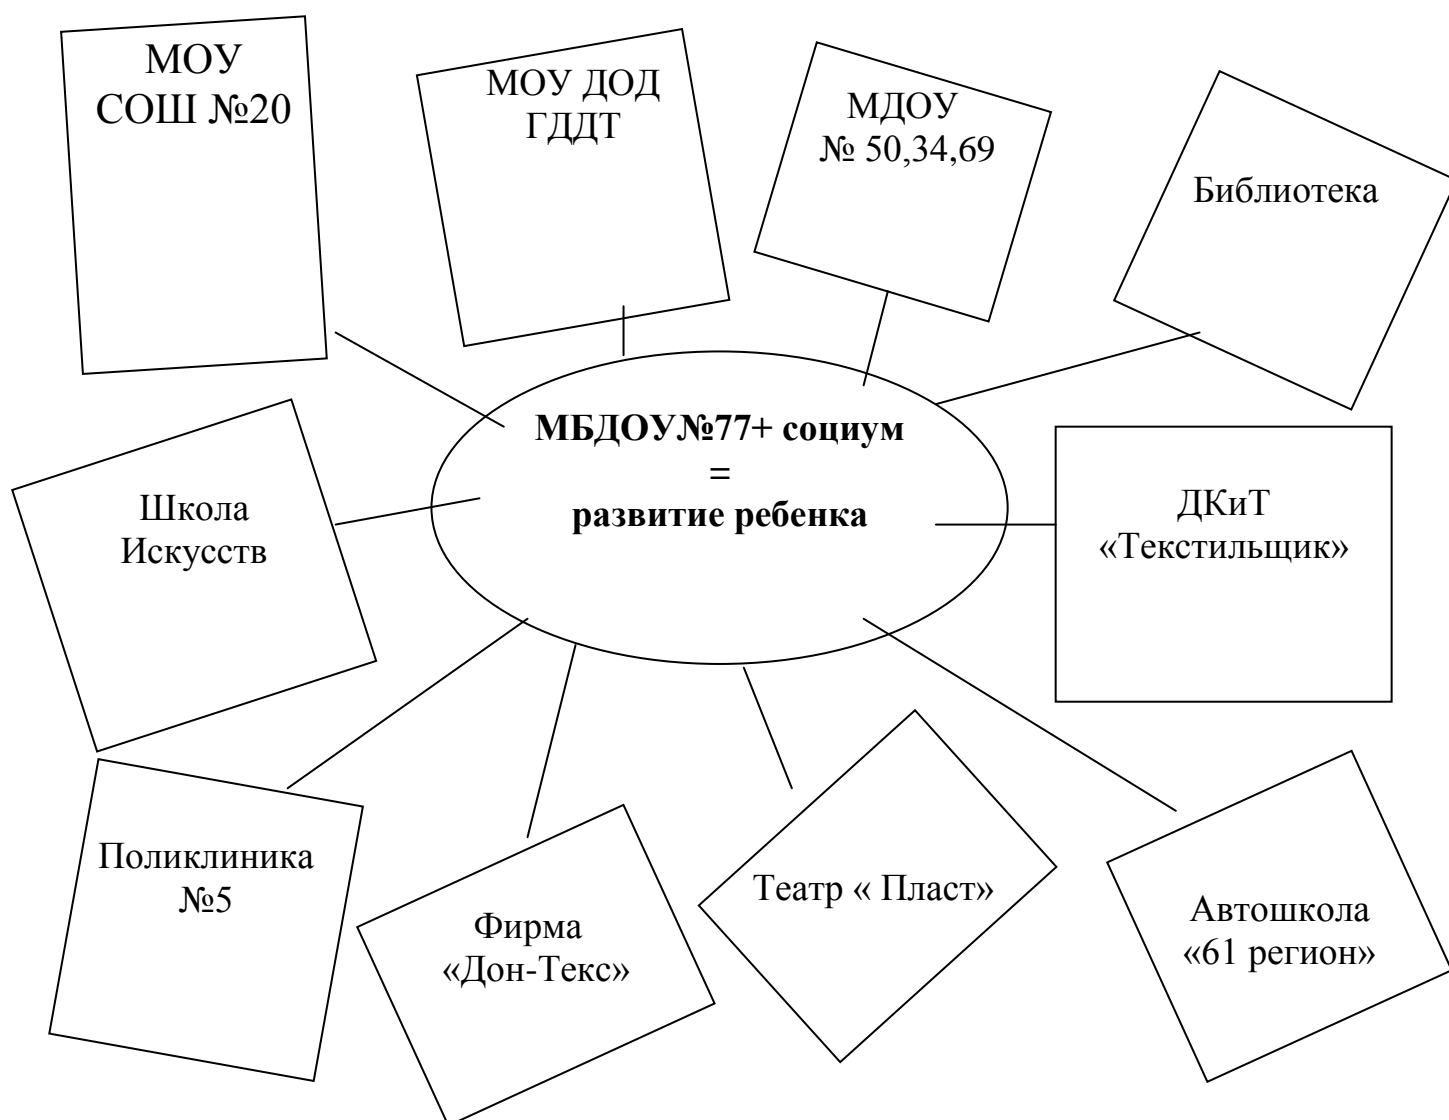 МОУ
СОШ №20
МОУ ДОД
ГДДТ
МДОУ
№ 50,34,69
Библиотека
МБДОУ№77+ социум
=
развитие ребенка
Школа
Искусств
ДКиТ
«Текстильщик»
Поликлиника
№5
Фирма
«Дон-Текс»
Театр « Пласт»
Автошкола
«61 регион»